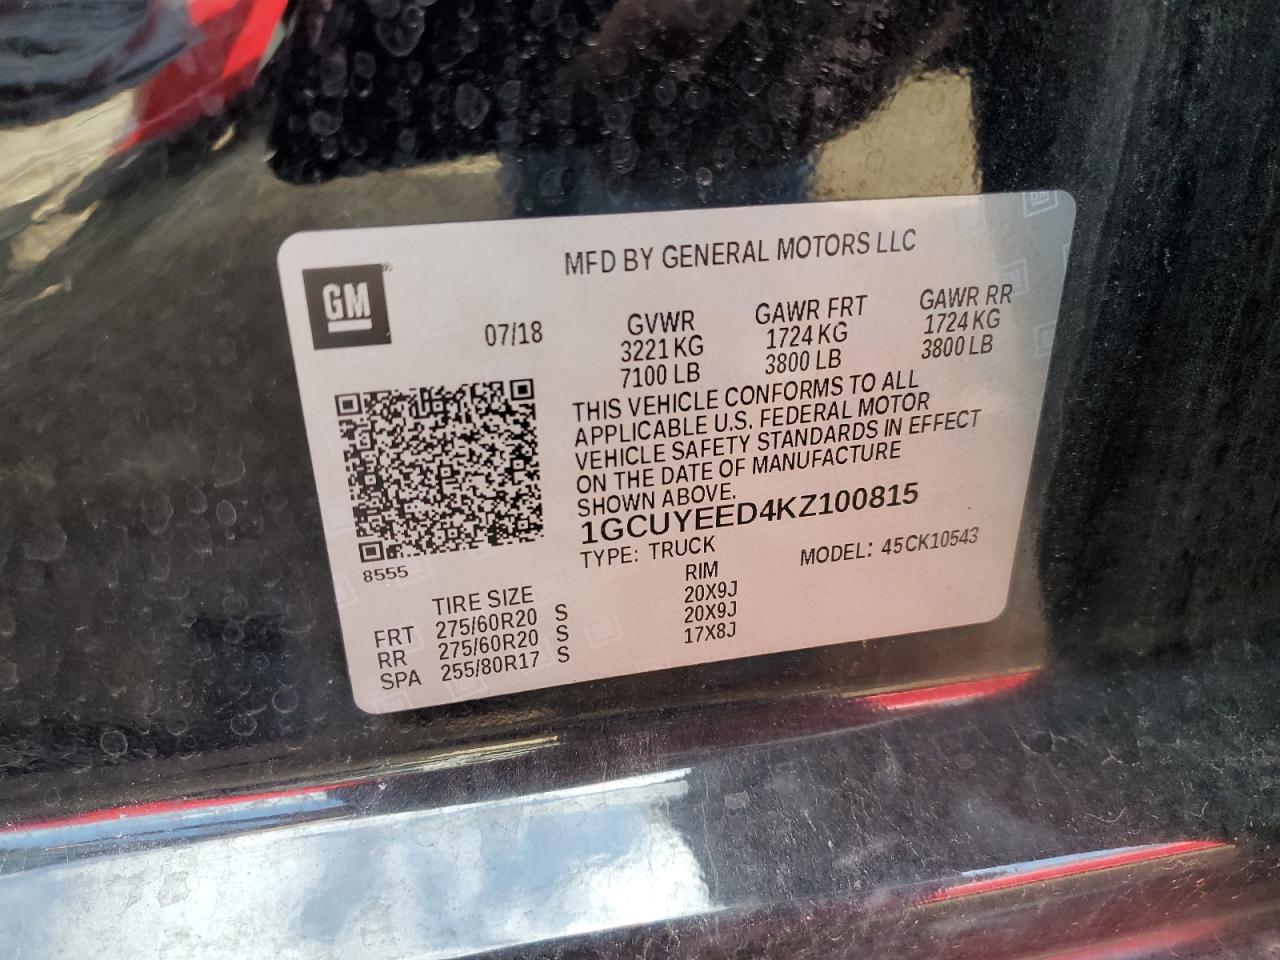 MFD BY GENERAL MOTORS LLC
GM
07/18
GVWR GAWR FRT GAWR RR
3221 KG 1724 KG 1724 KG
7100 LB 3800 LB 3800 LB
THIS VEHICLE CONFORMS TO ALL
APPLICABLE U.S. FEDERAL MOTOR
VEHICLE SAFETY STANDARDS IN EFFECT
ON THE DATE OF MANUFACTURE
SHOWN ABOVE.
1GCUYEED4KZ100815
8555
TYPE: TRUCK MODEL: 45CK10543
TIRE SIZE RIM
FRT 275/60R20 S 20X9J
RR 275/60R20 S 20X9J
SPA 255/80R17 S 17X8J